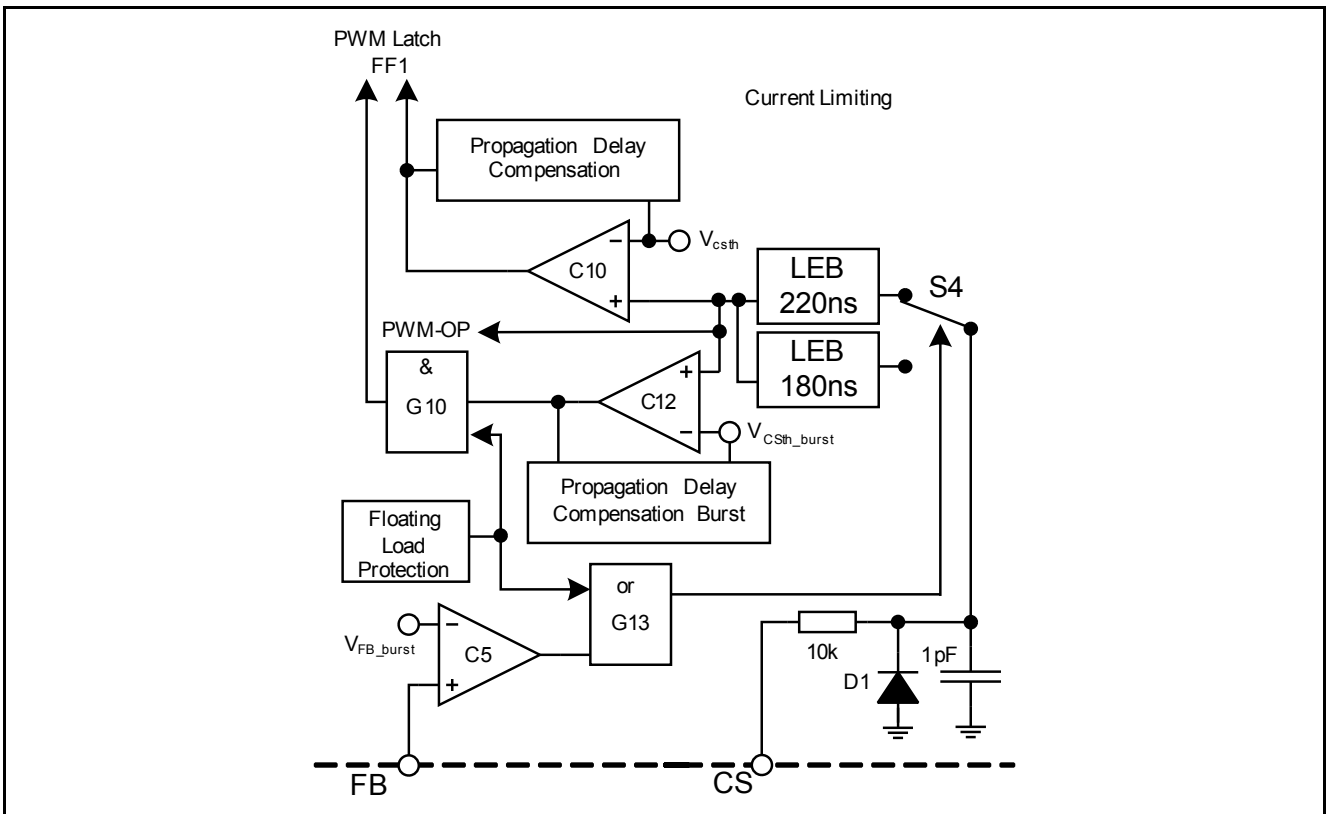 PWM Latch
FF1
Current Limiting
Propagation Delay
Compensation
−
Vcsth
C10
+
LEB
220ns
S4
PWM-OP
LEB
180ns
&
G10
+
C12
−
VCSth_burst
Propagation Delay
Compensation Burst
Floating
Load
Protection
or
G13
−
VFB_burst
C5
+
10k
1pF
D1
FB
CS